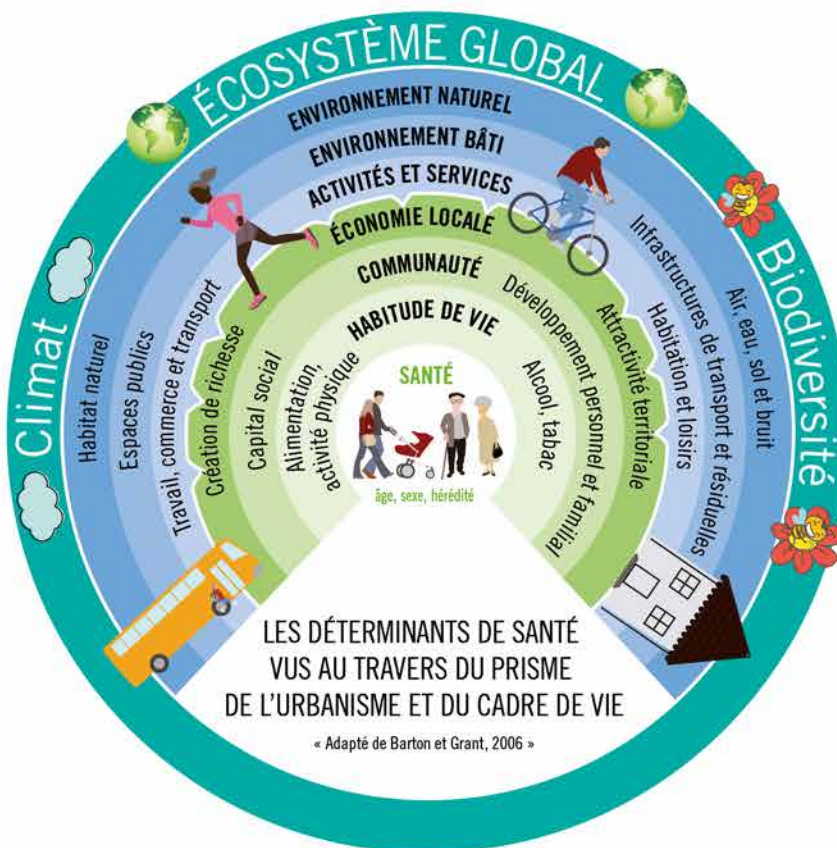 ÉCOSYSTÈME GLOBAL
Climat
Biodiversité
ENVIRONNEMENT NATUREL
Habitat naturel
Air, eau, sol et bruit
ENVIRONNEMENT BÂTI
Espaces publics
Infrastructures de transport et résiduelles
ACTIVITÉS ET SERVICES
Travail, commerce et transport
Habitation et loisirs
ÉCONOMIE LOCALE
Création de richesse
Attractivité territoriale
COMMUNAUTÉ
Capital social
Développement personnel et familial
HABITUDE DE VIE
Alimentation,
activité physique
Alcool, tabac
SANTÉ
âge, sexe, hérédité
LES DÉTERMINANTS DE SANTÉ
VUS AU TRAVERS DU PRISME
DE L'URBANISME ET DU CADRE DE VIE
« Adapté de Barton et Grant, 2006 »